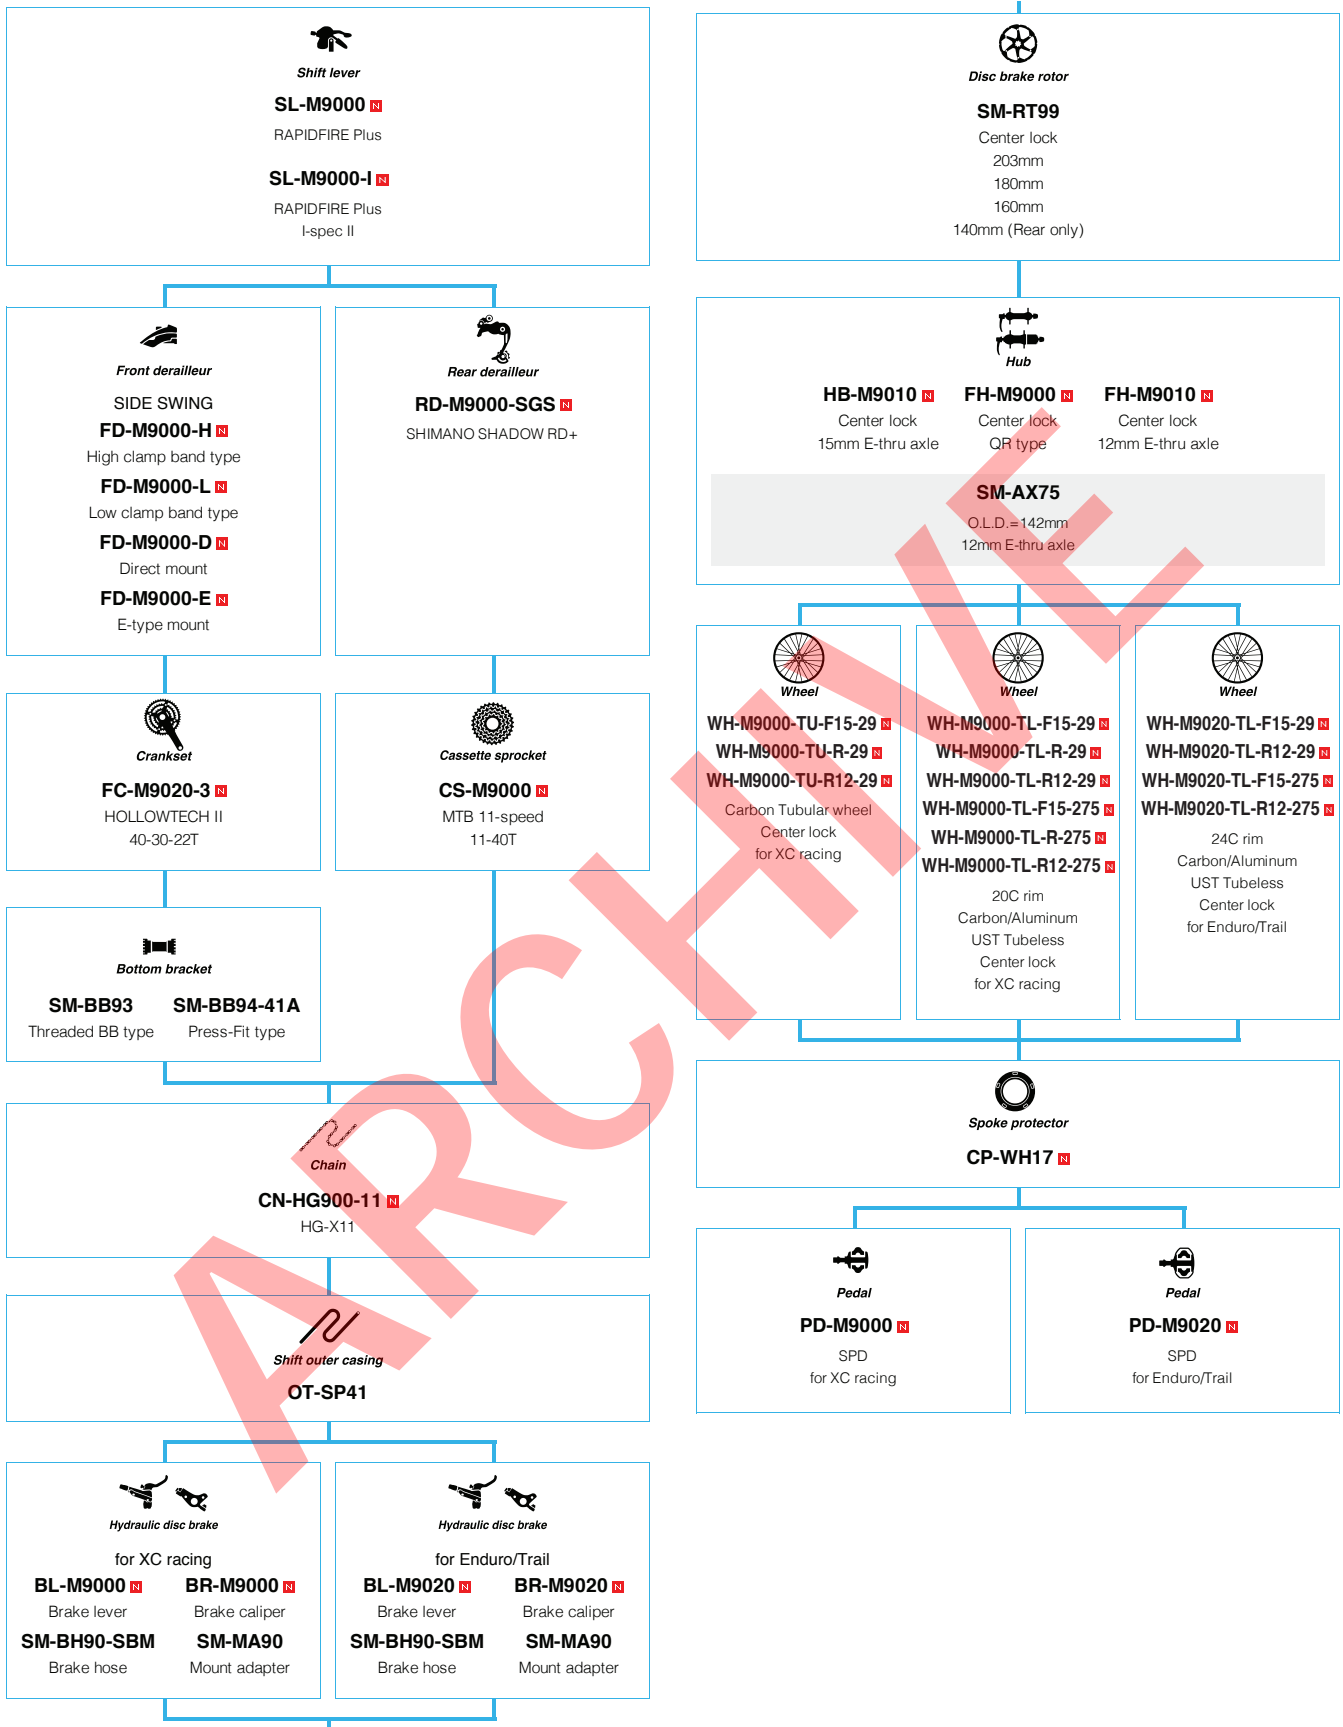 Shift lever
SL-M9000 N
RAPIDFIRE Plus
SL-M9000-I N
RAPIDFIRE Plus
I-spec II
Front derailleur
SIDE SWING
FD-M9000-H N
High clamp band type
FD-M9000-L N
Low clamp band type
FD-M9000-D N
Direct mount
FD-M9000-E N
E-type mount
Rear derailleur
RD-M9000-SGS N
SHIMANO SHADOW RD+
Crankset
FC-M9020-3 N
HOLLOWTECH II
40-30-22T
Cassette sprocket
CS-M9000 N
MTB 11-speed
11-40T
Bottom bracket
SM-BB93 SM-BB94-41A
Threaded BB type Press-Fit type
Chain
CN-HG900-11 N
HG-X11
Shift outer casing
OT-SP41
Hydraulic disc brake
for XC racing
BL-M9000 N BR-M9000 N
Brake lever Brake caliper
SM-BH90-SBM SM-MA90
Brake hose Mount adapter
Hydraulic disc brake
for Enduro/Trail
BL-M9020 N BR-M9020 N
Brake lever Brake caliper
SM-BH90-SBM SM-MA90
Brake hose Mount adapter
Disc brake rotor
SM-RT99
Center lock
203mm
180mm
160mm
140mm (Rear only)
Hub
HB-M9010 N FH-M9000 N FH-M9010 N
Center lock Center lock Center lock
15mm E-thru axle QR type 12mm E-thru axle
SM-AX75
O.L.D.=142mm
12mm E-thru axle
Wheel
WH-M9000-TU-F15-29 N
WH-M9000-TU-R-29 N
WH-M9000-TU-R12-29 N
Carbon Tubular wheel
Center lock
for XC racing
Wheel
WH-M9000-TL-F15-29 N
WH-M9000-TL-R-29 N
WH-M9000-TL-R12-29 N
WH-M9000-TL-F15-275 N
WH-M9000-TL-R-275 N
WH-M9000-TL-R12-275 N
20C rim
Carbon/Aluminum
UST Tubeless
Center lock
for XC racing
Wheel
WH-M9020-TL-F15-29 N
WH-M9020-TL-R12-29 N
WH-M9020-TL-F15-275 N
WH-M9020-TL-R12-275 N
24C rim
Carbon/Aluminum
UST Tubeless
Center lock
for Enduro/Trail
Spoke protector
CP-WH17 N
Pedal
PD-M9000 N
SPD
for XC racing
Pedal
PD-M9020 N
SPD
for Enduro/Trail
ARCHIVE